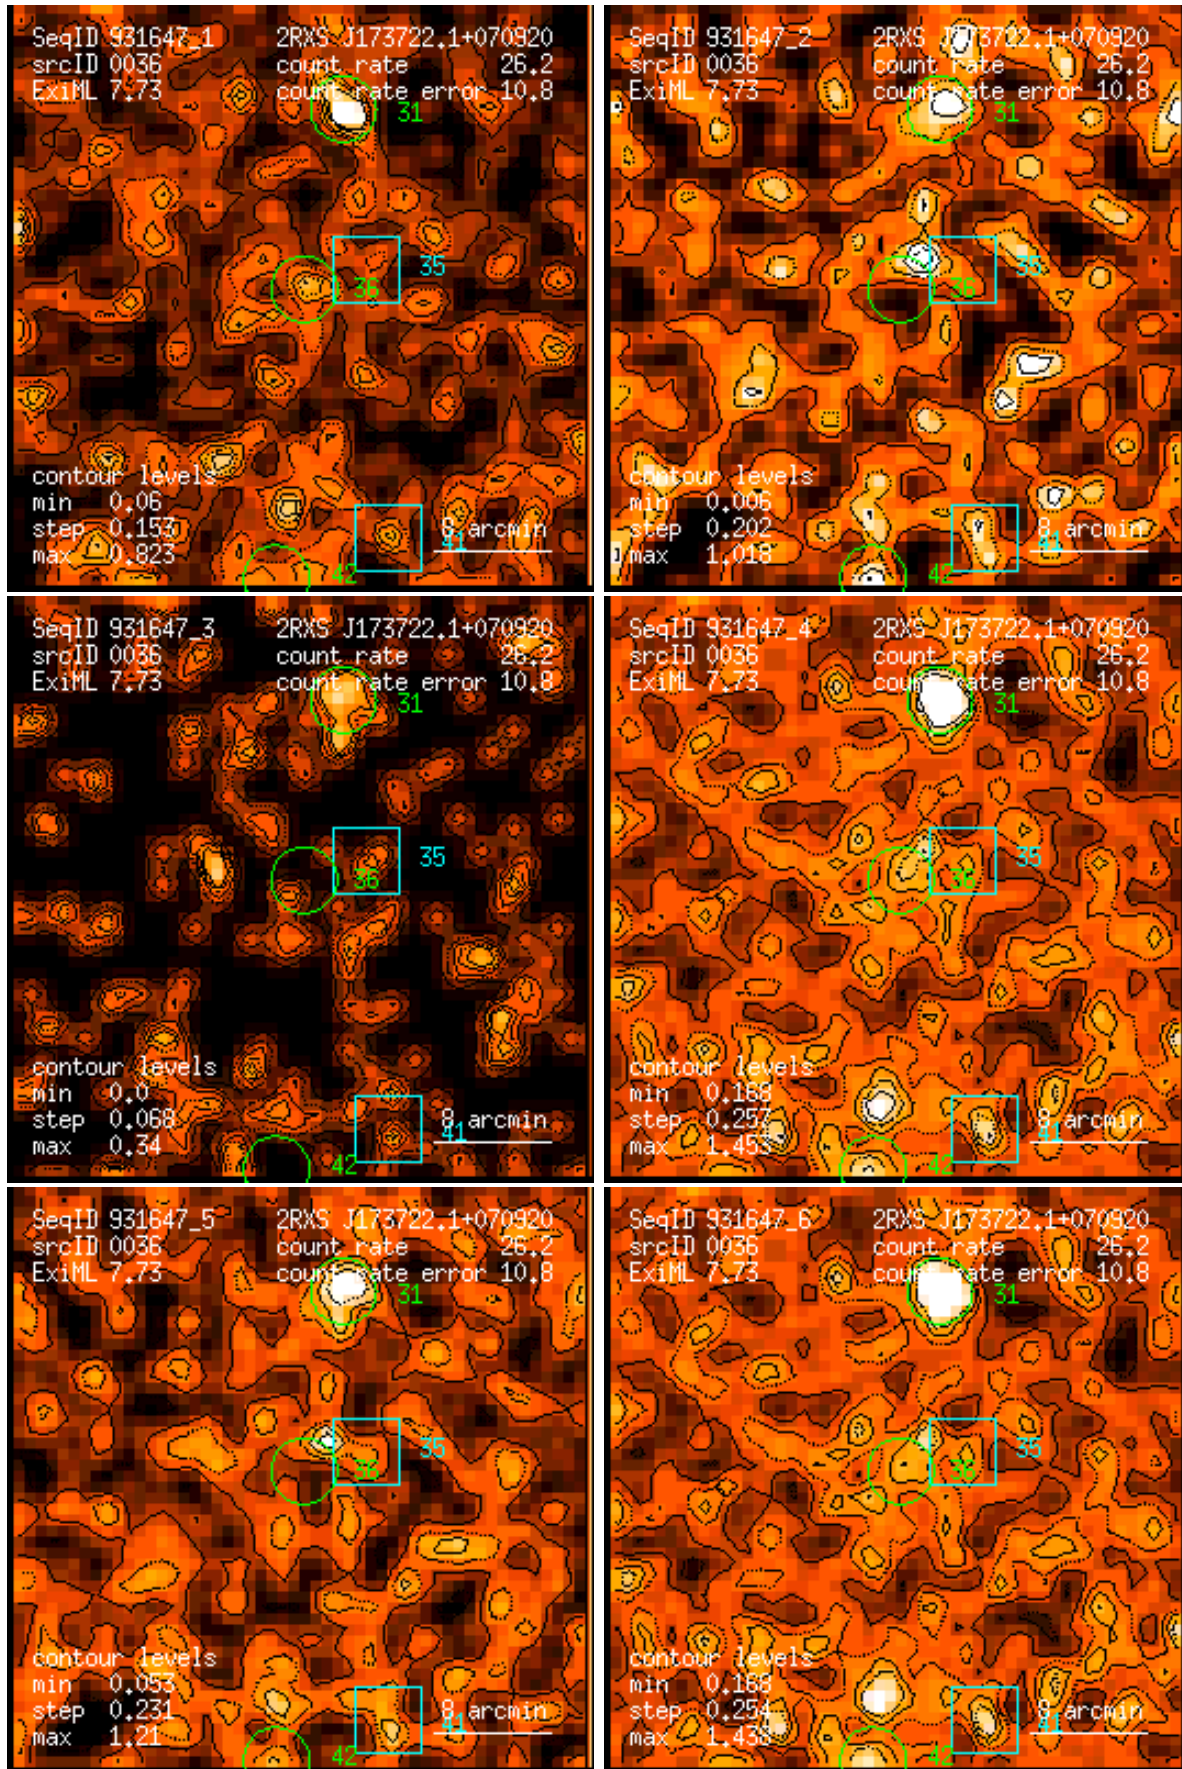 SeqID 931647_1 2RXS J173722.1+070920
srcID 0036 count rate 26.2
ExiML 7.73 count rate error 10.8
31
35
36
contour levels
min 0.06
step 0.153 8 arcmin
41
max 0.823
42
SeqID 931647_2 2RXS J173722.1+070920
srcID 0036 count rate 26.2
ExiML 7.73 count rate error 10.8
31
35
36
contour levels
min 0.006
step 0.202 8 arcmin
41
max 1.018
42
SeqID 931647_3 2RXS J173722.1+070920
srcID 0036 count rate 26.2
ExiML 7.73 count rate error 10.8
31
35
36
contour levels
min 0.0
step 0.068 8 arcmin
41
max 0.34
42
SeqID 931647_4 2RXS J173722.1+070920
srcID 0036 count rate 26.2
ExiML 7.73 count rate error 10.8
31
35
36
contour levels
min 0.168
step 0.257 8 arcmin
41
max 1.453
42
SeqID 931647_5 2RXS J173722.1+070920
srcID 0036 count rate 26.2
ExiML 7.73 count rate error 10.8
31
35
36
contour levels
min 0.053
step 0.231 8 arcmin
41
max 1.21
42
SeqID 931647_6 2RXS J173722.1+070920
srcID 0036 count rate 26.2
ExiML 7.73 count rate error 10.8
31
35
36
contour levels
min 0.168
step 0.254 8 arcmin
41
max 1.438
42